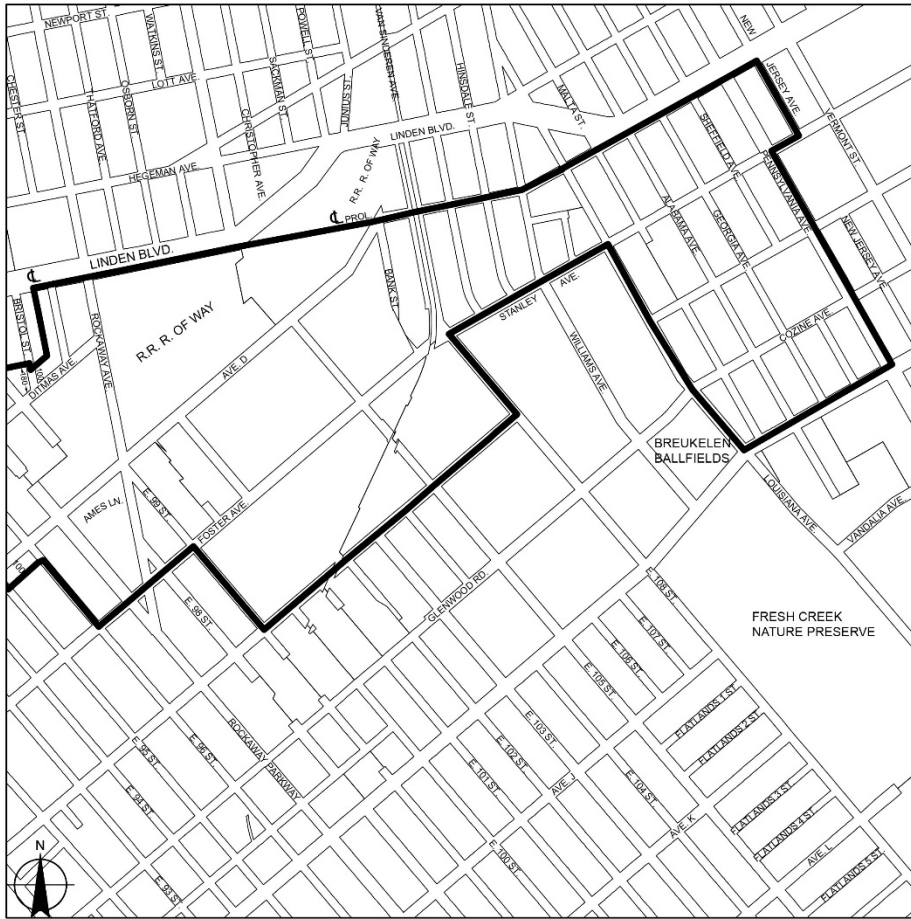 NEWPORT ST.
WATKINS ST.
POWELL ST.
VAN SINDEREN AVE.
NEW
JERSEY AVE.
CHESTER ST.
THATFORD AVE.
OSBORN ST.
LOTT AVE.
SACKMAN ST.
JUNIUS ST.
HINSDALE ST.
MALTA ST.
CHRISTOPHER AVE.
LINDEN BLVD.
SHEFFIELD AVE.
VERMONT ST.
HEGEMAN AVE.
R.R. R. OF WAY
PENNSYLVANIA AVE.
PROL.
ALABAMA AVE.
GEORGIA AVE.
NEW JERSEY AVE.
LINDEN BLVD.
BANK ST.
STANLEY AVE.
BRISTOL ST.
ROCKAWAY AVE.
R.R. R. OF WAY
WILLIAMS AVE.
COZINE AVE.
DITMAS AVE.
180
AVE. D
BREUKELEN
BALLFIELDS
AMES LN.
E. 99 ST.
FOSTER AVE.
LOUISIANA AVE.
VANDALIA AVE.
100
E. 98 ST.
GLENWOOD RD.
E. 108 ST.
E. 107 ST.
E. 106 ST.
E. 105 ST.
FRESH CREEK
NATURE PRESERVE
E. 103 ST.
E. 102 ST.
E. 101 ST.
E. 104 ST.
E. 100 ST.
FLATLANDS 1 ST.
FLATLANDS 2 ST.
FLATLANDS 3 ST.
FLATLANDS 4 ST.
FLATLANDS 5 ST.
ROCKAWAY PARKWAY
E. 96 ST.
E. 95 ST.
E. 94 ST.
E. 93 ST.
AVE. J
AVE. K
AVE. L
N